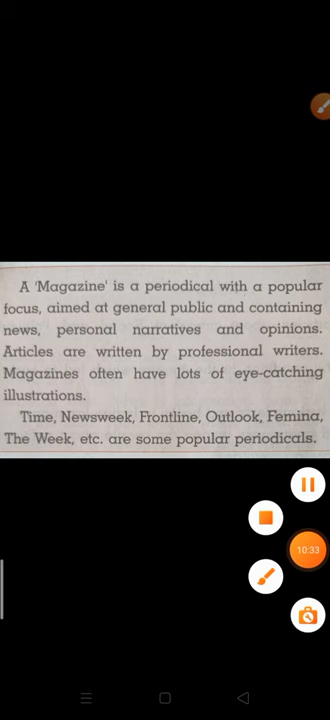 A 'Magazine' is a periodical with a popular
focus, aimed at general public and containing
news, personal narratives and opinions.
Articles are written by professional writers.
Magazines often have lots of eye-catching
illustrations.
Time, Newsweek, Frontline, Outlook, Femina,
The Week, etc. are some popular periodicals.
10:33